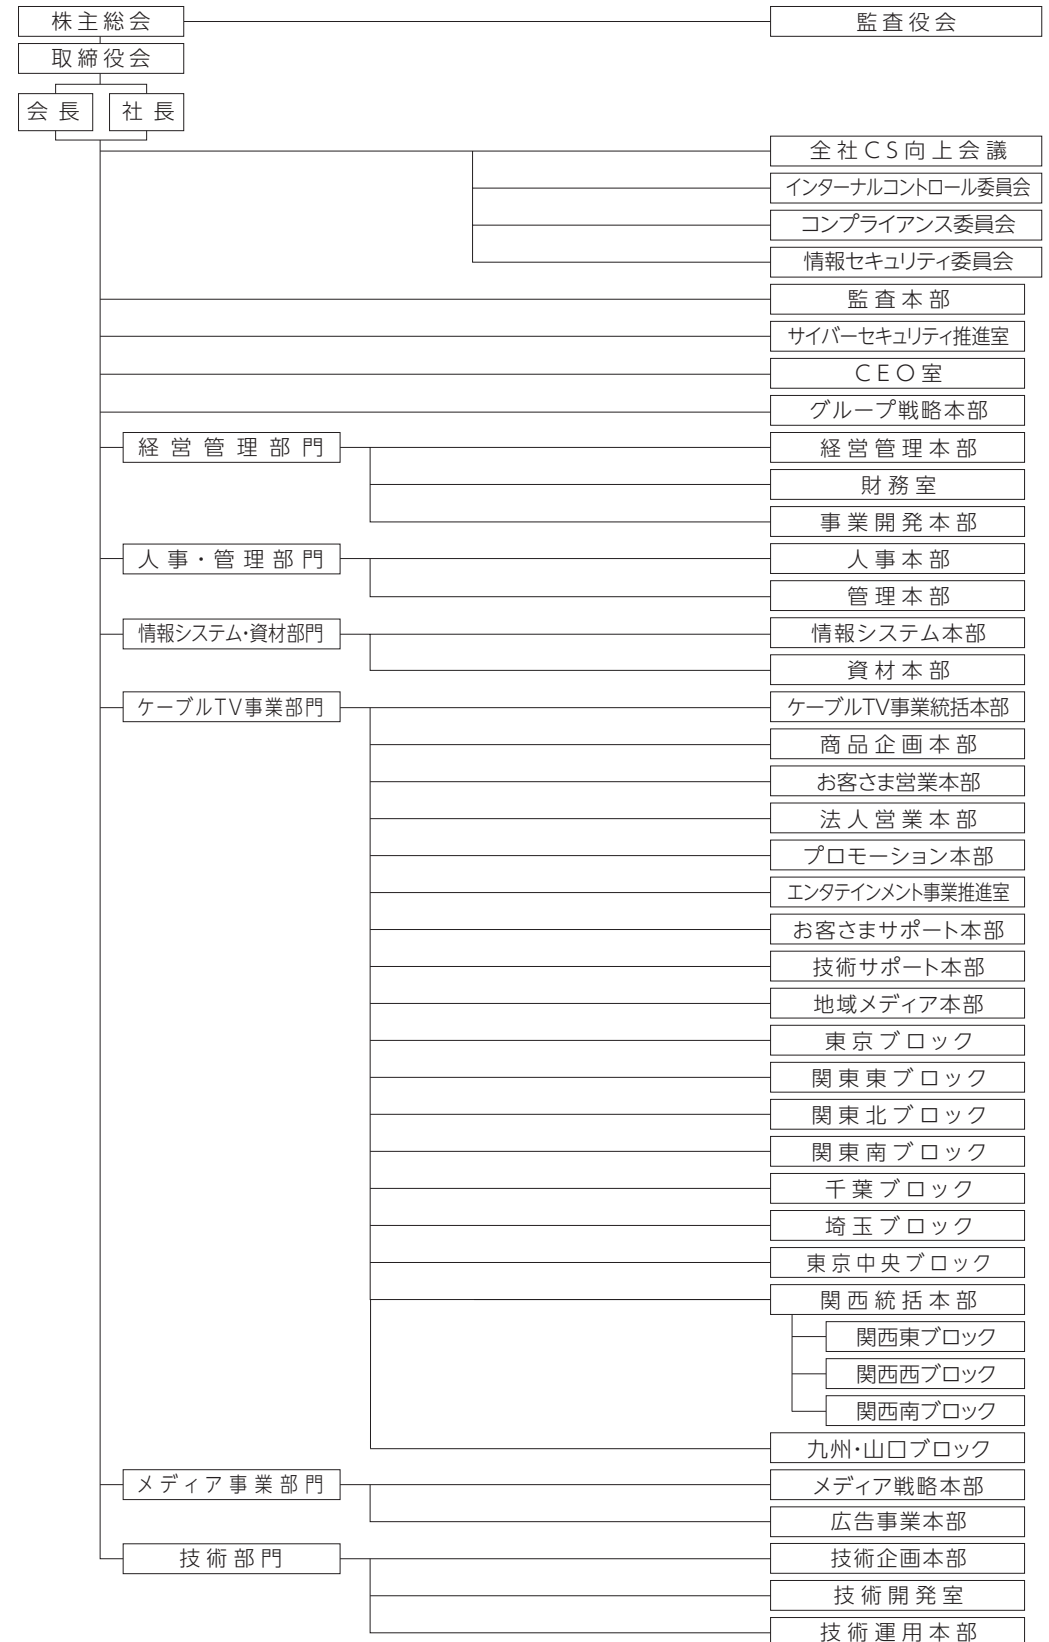 株主総会
監査役会
取締役会
会長
社長
全社CS向上会議
インターナルコントロール委員会
コンプライアンス委員会
情報セキュリティ委員会
監査本部
サイバーセキュリティ推進室
CEO室
グループ戦略本部
経営管理部門
経営管理本部
財務室
事業開発本部
人事・管理部門
人事本部
管理本部
情報システム・資材部門
情報システム本部
資材本部
ケーブルTV事業部門
ケーブルTV事業統括本部
商品企画本部
お客さま営業本部
法人営業本部
プロモーション本部
エンタテインメント事業推進室
お客さまサポート本部
技術サポート本部
地域メディア本部
東京ブロック
関東東ブロック
関東北ブロック
関東南ブロック
千葉ブロック
埼玉ブロック
東京中央ブロック
関西統括本部
関西東ブロック
関西西ブロック
関西南ブロック
九州・山口ブロック
メディア事業部門
メディア戦略本部
広告事業本部
技術部門
技術企画本部
技術開発室
技術運用本部